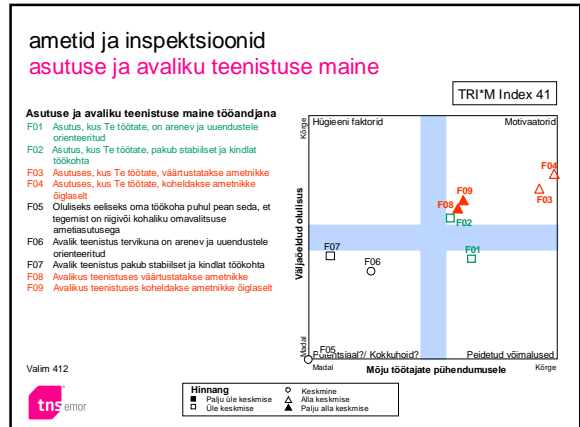 ametid ja inspektsioonid
asutuse ja avaliku teenistuse maine
TRI*M Index 41
Asutuse ja avaliku teenistuse maine tööandjana
F01 Asutus, kus Te töötate, on arenev ja uuendustele
orienteeritud
F02 Asutus, kus Te töötate, pakub stabiilset ja kindlat
töökohta
F03 Asutuses, kus Te töötate, väärtustatakse ametnikke
F04 Asutuses, kus Te töötate, koheldakse ametnikke
õiglaselt
F05 Oluliseks eeliseks oma töökoha puhul pean seda, et
tegemist on riigivõi kohaliku omavalitsuse
ametiasutusega
F06 Avalik teenistus tervikuna on arenev ja uuendustele
orienteeritud
F07 Avalik teenistus pakub stabiilset ja kindlat töökohta
F08 Avalikus teenistuses väärtustatakse ametnikke
F09 Avalikus teenistuses koheldakse ametnikke õiglaselt
Kõrge
Hügieeni faktorid
Motivaatorid
F04
F03
F09
F08
F02
F01
F07
F06
F05
Väljaöeldud olulisus
Madal
Potentsiaal?/ Kokkuhoid?
Peidetud võimalused
Madal
Mõju töötajate pühendumusele
Kõrge
Valim 412
Hinnang
Palju üle keskmise
Üle keskmise
Keskmine
Alla keskmise
Palju alla keskmise
tns emor